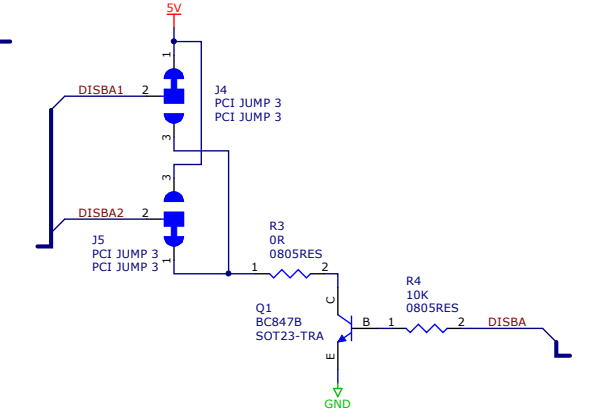 5V
1
DISBA1
2
J4
PCI JUMP 3
PCI JUMP 3
3
3
DISBA2
2
J5
PCI JUMP 3
PCI JUMP 3
1
R3
0R
0805RES
1
2
R4
10K
0805RES
Q1
BC847B
SOT23-TRA
C
B
1
2
DISBA
E
GND